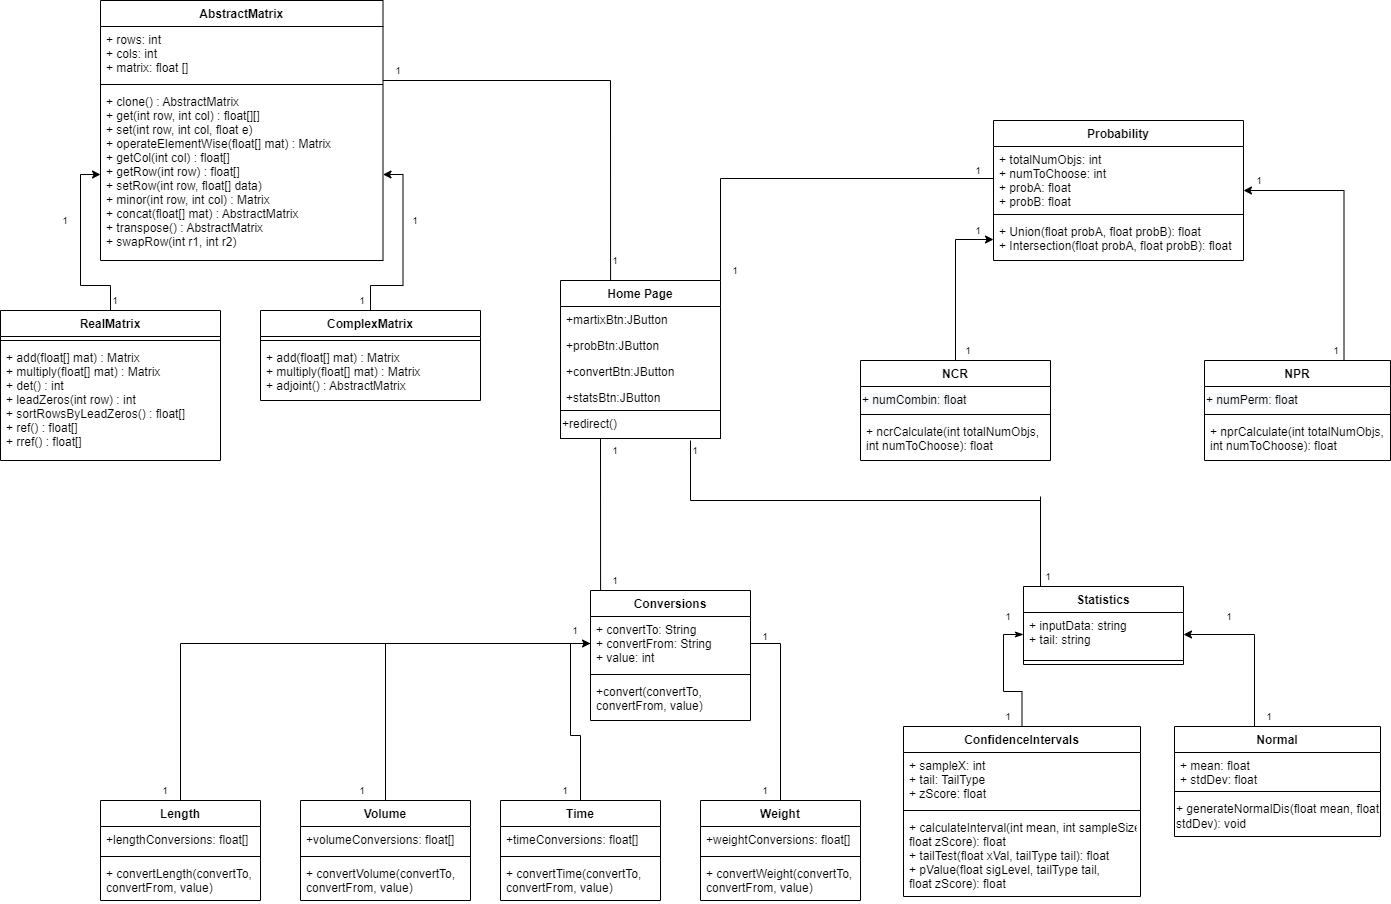 AbstractMatrix
+ rows: int
+ cols: int
+ matrix: float []
+ clone() : AbstractMatrix
+ get(int row, int col) : float[][]
+ set(int row, int col, float e)
+ operateElementWise(float[] mat) : Matrix
+ getCol(int col) : float[]
+ getRow(int row) : float[]
+ setRow(int row, float[] data)
+ minor(int row, int col) : Matrix
+ concat(float[] mat) : AbstractMatrix
+ transpose() : AbstractMatrix
+ swapRow(int r1, int r2)
1
1
1
1
1
1
RealMatrix
+ add(float[] mat) : Matrix
+ multiply(float[] mat) : Matrix
+ det() : int
+ leadZeros(int row) : int
+ sortRowsByLeadZeros() : float[]
+ ref() : float[]
+ rref() : float[]
ComplexMatrix
+ add(float[] mat) : Matrix
+ multiply(float[] mat) : Matrix
+ adjoint() : AbstractMatrix
Home Page
+martixBtn:JButton
+probBtn:JButton
+convertBtn:JButton
+statsBtn:JButton
+redirect()
1
1
1
1
Probability
+ totalNumObjs: int
+ numToChoose: int
+ probA: float
+ probB: float
+ Union(float probA, float probB): float
+ Intersection(float probA, float probB): float
1
1
1
1
1
NCR
+ numCombin: float
+ ncrCalculate(int totalNumObjs,
int numToChoose): float
NPR
+ numPerm: float
+ nprCalculate(int totalNumObjs,
int numToChoose): float
1
Conversions
+ convertTo: String
+ convertFrom: String
+ value: int
+convert(convertTo,
convertFrom, value)
1
1
1
1
1
1
Length
+lengthConversions: float[]
+ convertLength(convertTo,
convertFrom, value)
Volume
+volumeConversions: float[]
+ convertVolume(convertTo,
convertFrom, value)
Time
+timeConversions: float[]
+ convertTime(convertTo,
convertFrom, value)
Weight
+weightConversions: float[]
+ convertWeight(convertTo,
convertFrom, value)
1
Statistics
+ inputData: string
+ tail: string
1
1
1
1
ConfidenceIntervals
+ sampleX: int
+ tail: TailType
+ zScore: float
+ calculateInterval(int mean, int sampleSize
float zScore): float
+ tailTest(float xVal, tailType tail): float
+ pValue(float sigLevel, tailType tail,
float zScore): float
Normal
+ mean: float
+ stdDev: float
+ generateNormalDis(float mean, float
stdDev): void